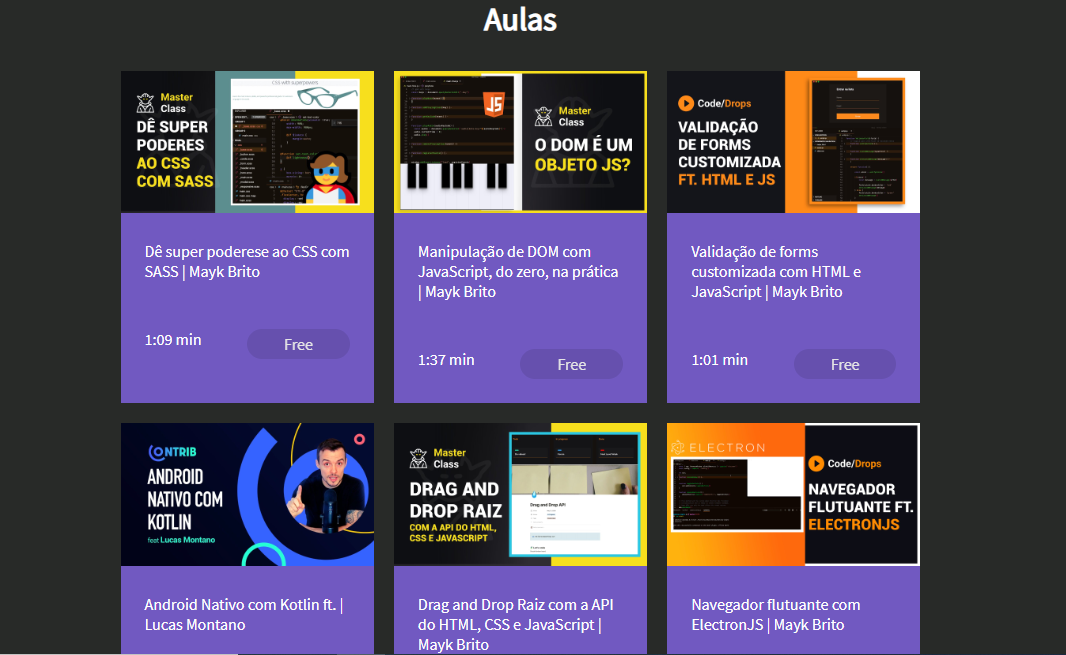 Aulas
Master
Class
DÊ SUPER
PODERES
AO CSS
COM SASS
JS
Master
Class
O DOM É UM
OBJETO JS?
Code/Drops
VALIDAÇÃO
DE FORMS
CUSTOMIZADA
FT. HTML E JS
Dê super poderese ao CSS com
SASS | Mayk Brito
1:09 min
Free
Manipulação de DOM com
JavaScript, do zero, na prática
| Mayk Brito
1:37 min
Free
Validação de forms
customizada com HTML e
JavaScript | Mayk Brito
1:01 min
Free
CONTRIB
ANDROID
NATIVO COM
KOTLIN
feat Lucas Montano
Master
Class
DRAG AND
DROP RAIZ
COM A API DO HTML,
CSS E JAVASCRIPT
Drag and Drop API
ELECTRON
Code/Drops
NAVEGADOR
FLUTUANTE FT.
ELECTRONJS
Android Nativo com Kotlin ft. |
Lucas Montano
Drag and Drop Raiz com a API
do HTML, CSS e JavaScript |
Mayk Brito
Navegador flutuante com
ElectronJS | Mayk Brito